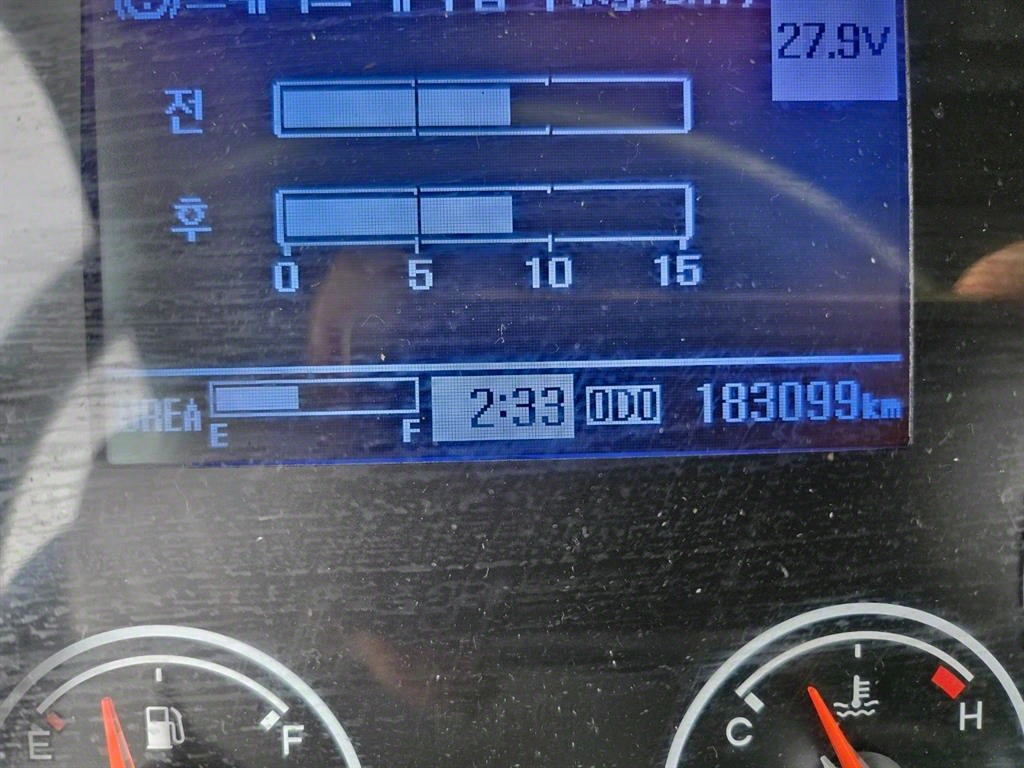 27.9V
전
후
0 5 10 15
UREA E F 2:33 ODO 183099km
E F
C H